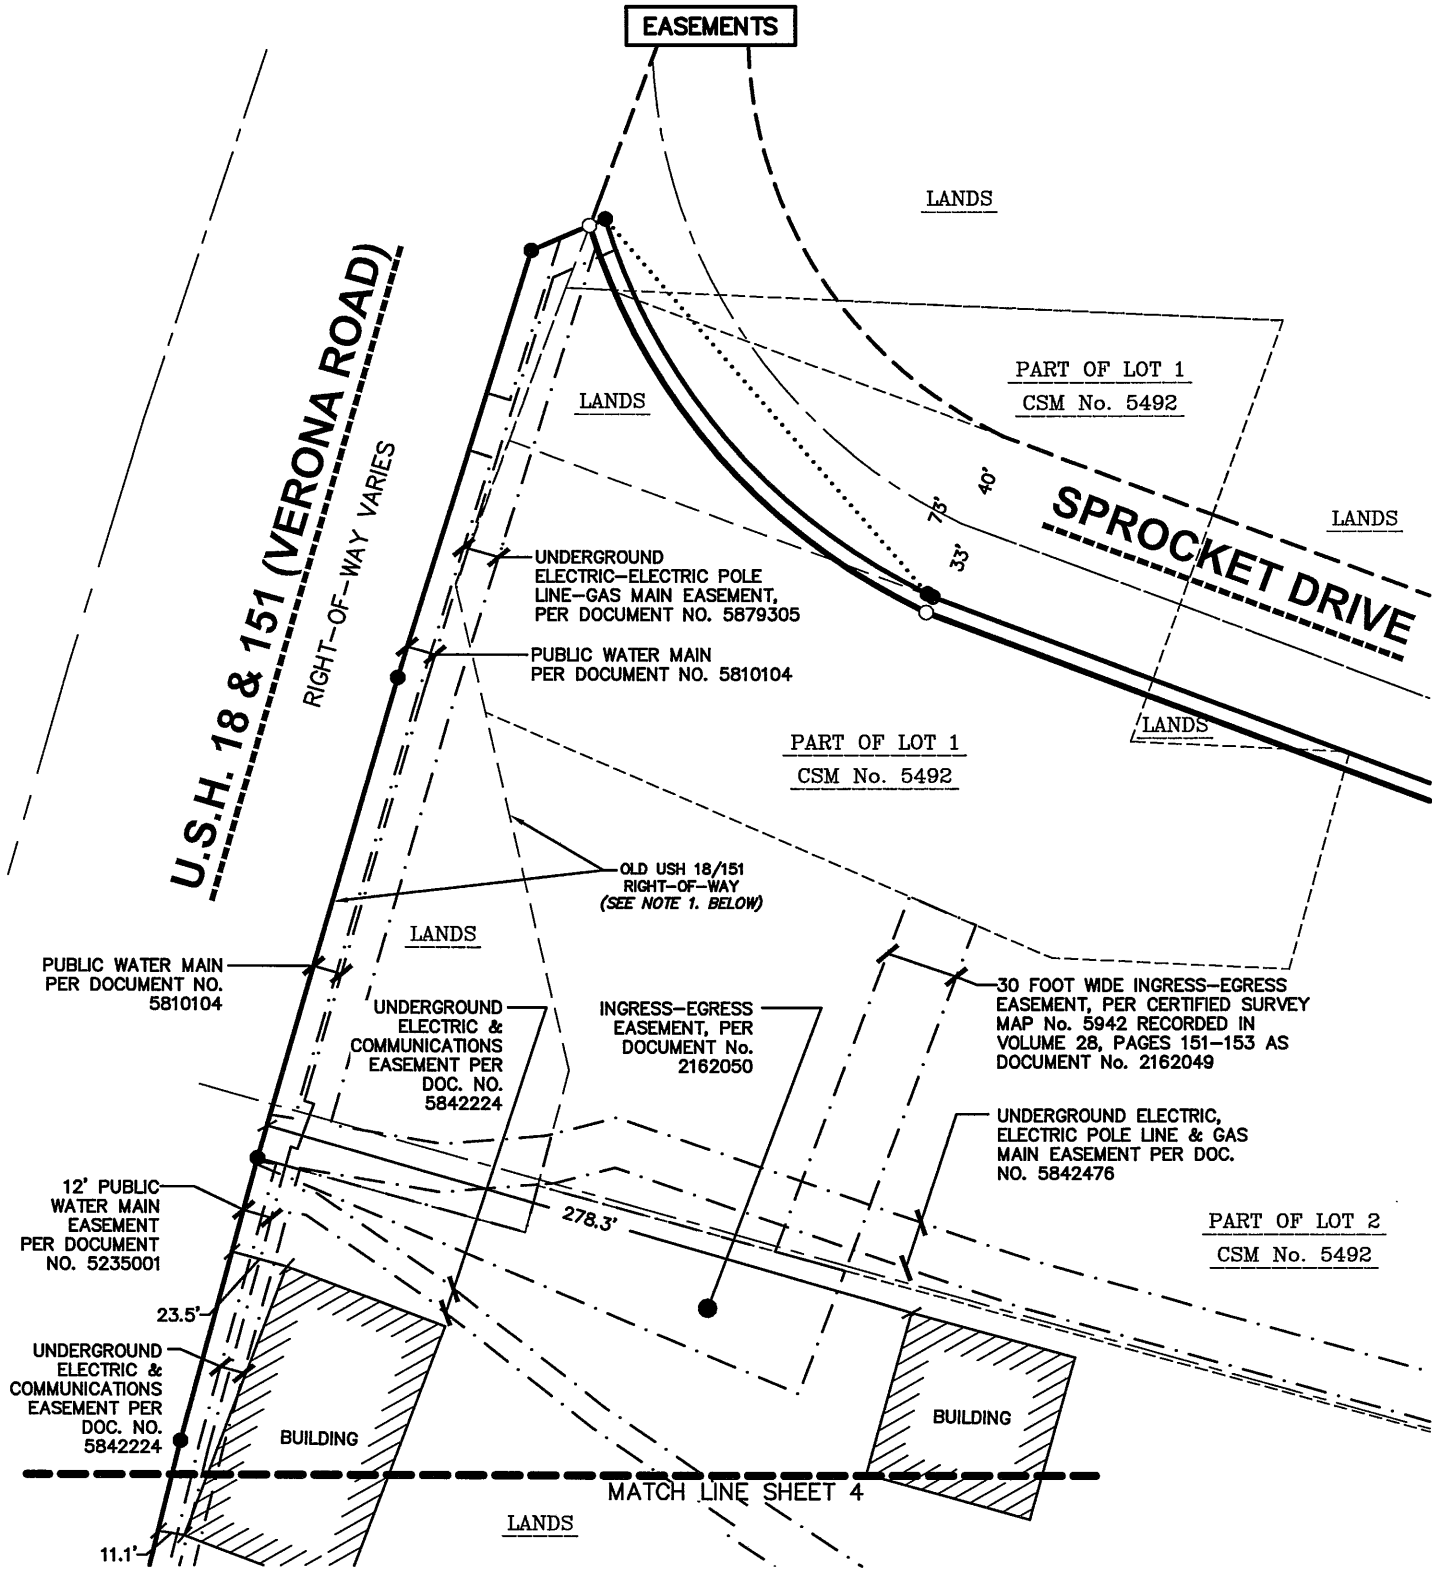 EASEMENTS
LANDS
PART OF LOT 1
CSM No. 5492
LANDS
U.S.H. 18 & 151 (VERONA ROAD)
RIGHT-OF-WAY VARIES
40'
73'
33'
SPROCKET DRIVE
LANDS
UNDERGROUND
ELECTRIC-ELECTRIC POLE
LINE-GAS MAIN EASEMENT,
PER DOCUMENT NO. 5879305
PUBLIC WATER MAIN
PER DOCUMENT NO. 5810104
LANDS
PART OF LOT 1
CSM No. 5492
OLD USH 18/151
RIGHT-OF-WAY
(SEE NOTE 1. BELOW)
LANDS
PUBLIC WATER MAIN
PER DOCUMENT NO.
5810104
UNDERGROUND
ELECTRIC &
COMMUNICATIONS
EASEMENT PER
DOC. NO.
5842224
INGRESS-EGRESS
EASEMENT, PER
DOCUMENT No.
2162050
30 FOOT WIDE INGRESS-EGRESS
EASEMENT, PER CERTIFIED SURVEY
MAP No. 5942 RECORDED IN
VOLUME 28, PAGES 151-153 AS
DOCUMENT No. 2162049
UNDERGROUND ELECTRIC,
ELECTRIC POLE LINE & GAS
MAIN EASEMENT PER DOC.
NO. 5842476
12' PUBLIC
WATER MAIN
EASEMENT
PER DOCUMENT
NO. 5235001
278.3'
PART OF LOT 2
CSM No. 5492
23.5'
UNDERGROUND
ELECTRIC &
COMMUNICATIONS
EASEMENT PER
DOC. NO.
5842224
BUILDING
BUILDING
MATCH LINE SHEET 4
LANDS
11.1'